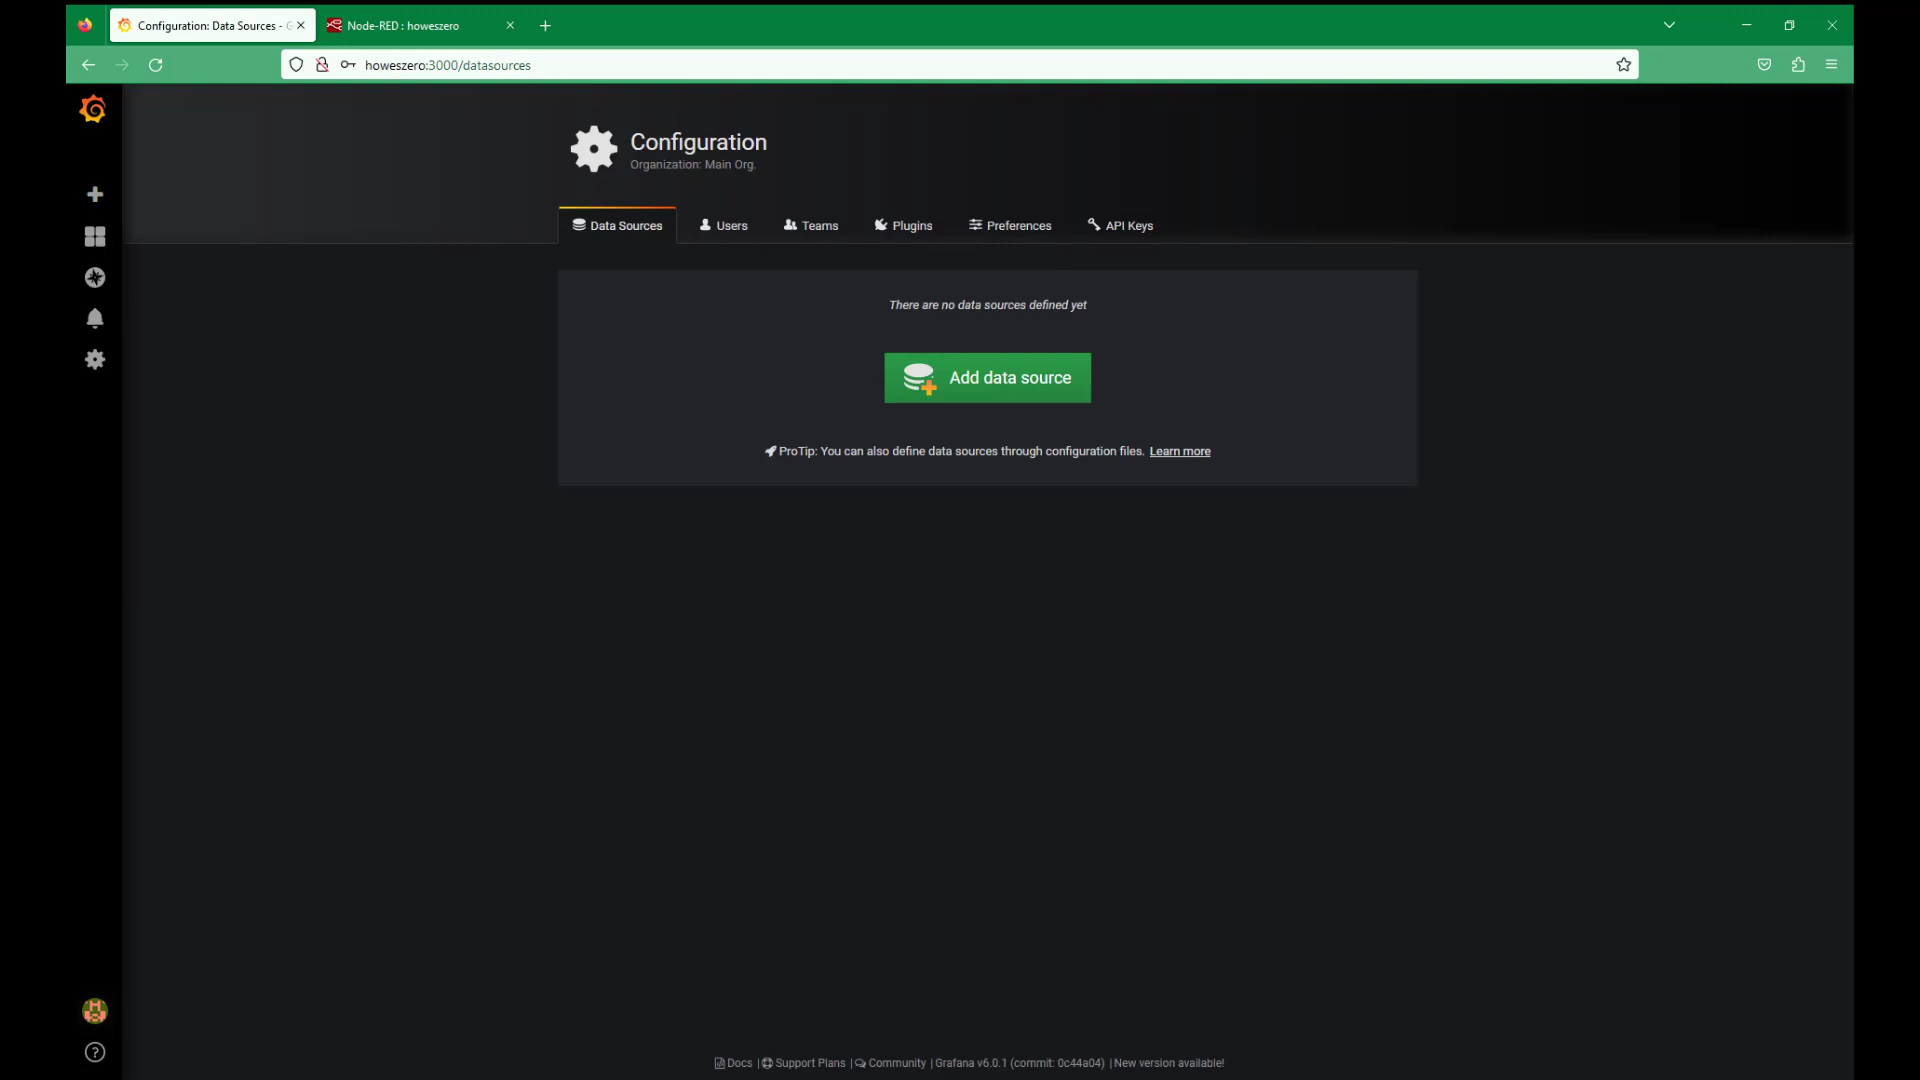 Configuration: Data Sources - G
Node-RED : howeszero
howeszero:3000/datasources
Configuration
Organization: Main Org.
Data Sources
Users
Teams
Plugins
Preferences
API Keys
There are no data sources defined yet
Add data source
ProTip: You can also define data sources through configuration files. Learn more
Docs | Support Plans | Community | Grafana v6.0.1 (commit: 0c44a04) | New version available!